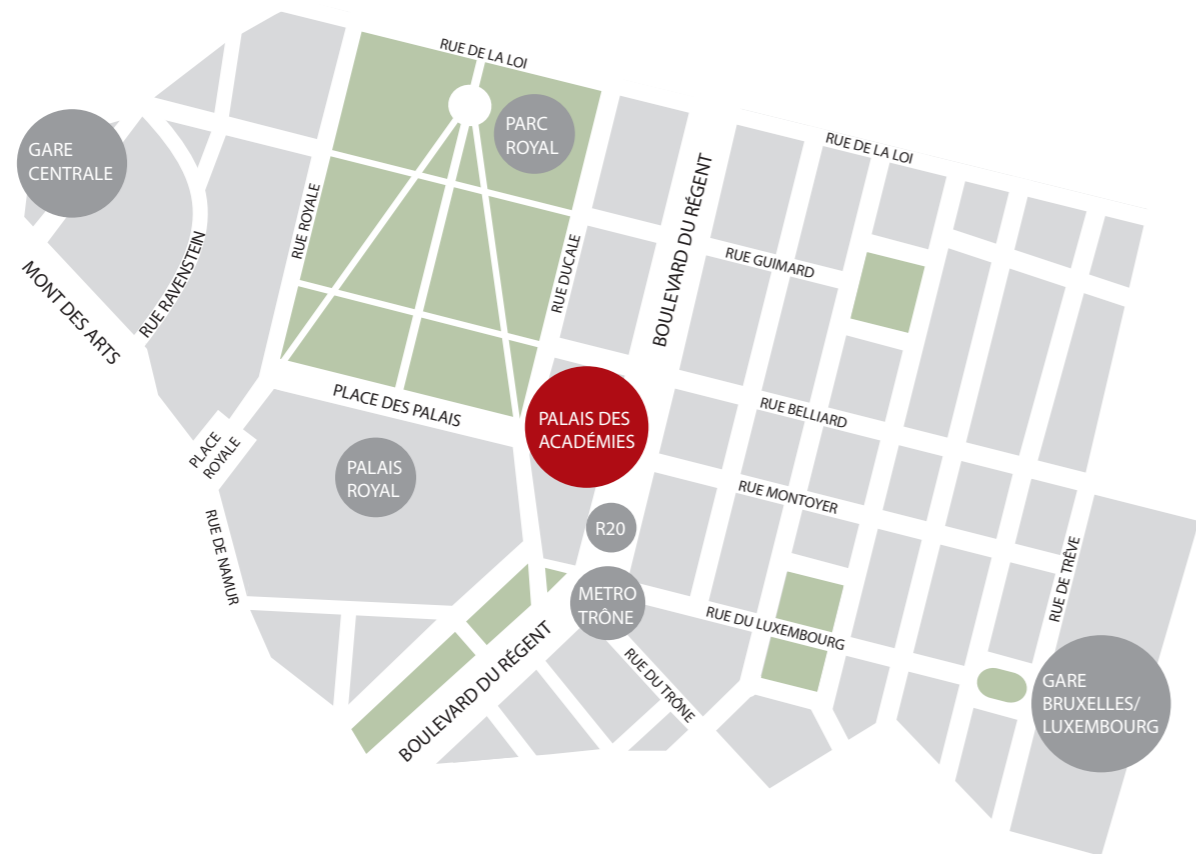 RUE DE LA LOI
PARC
ROYAL
RUE DE LA LOI
GARE
CENTRALE
RUE ROYALE
RUE RAVENSTEIN
RUE DUCALE
BOULEVARD DU RÉGENT
RUE GUIMARD
MONT DES ARTS
PLACE DES PALAIS
PALAIS DES
ACADÉMIES
RUE BELLIARD
PLACE
ROYALE
PALAIS
ROYAL
RUE MONTOYER
R20
RUE DE NAMUR
RUE DE TRÊVE
METRO
TRÔNE
RUE DU LUXEMBOURG
BOULEVARD DU RÉGENT
RUE DU TRÔNE
GARE
BRUXELLES/
LUXEMBOURG